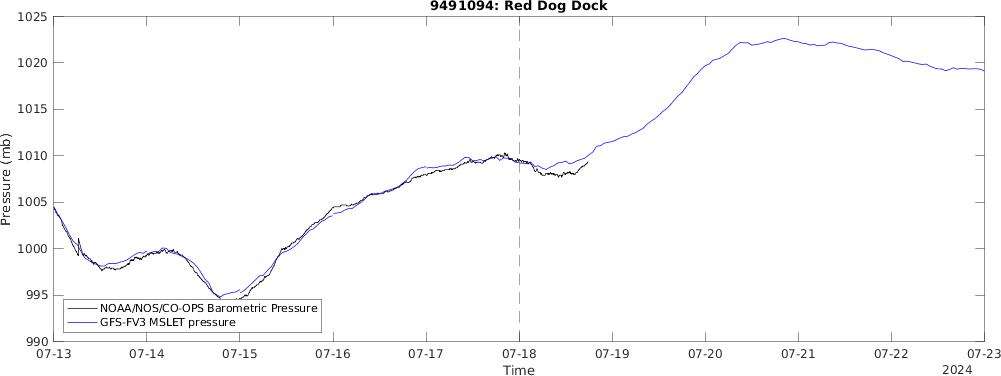 9491094: Red Dog Dock
1025
1020
1015
1010
1005
1000
995
990
Pressure (mb)
NOAA/NOS/CO-OPS Barometric Pressure
GFS-FV3 MSLET pressure
07-13 07-14 07-15 07-16 07-17 07-18 07-19 07-20 07-21 07-22 07-23
Time
2024